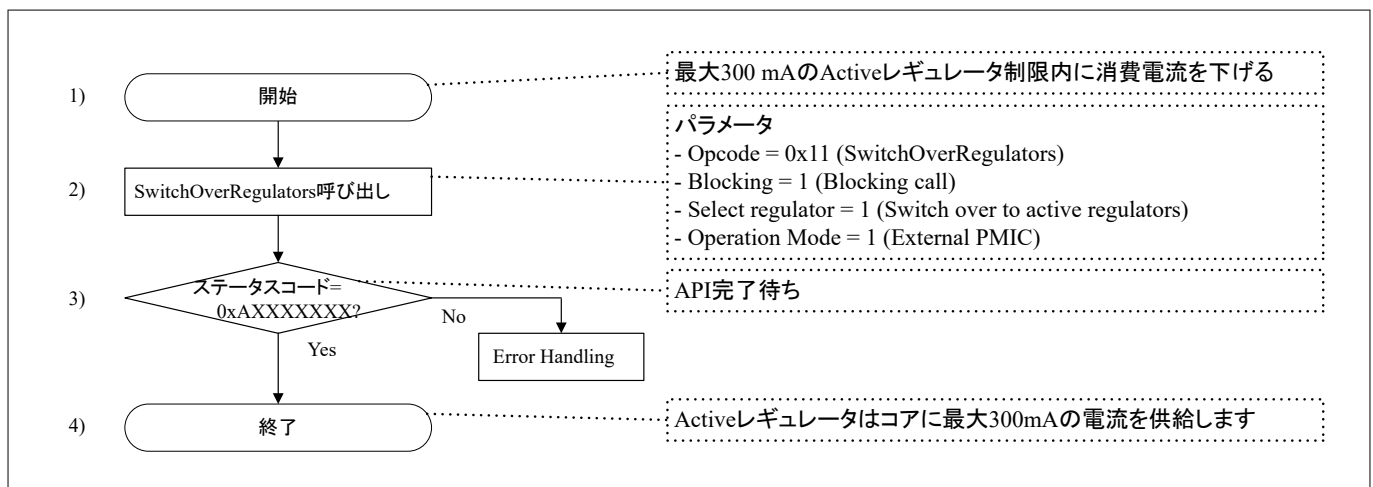 最大300 mAのActiveレギュレータ制限内に消費電流を下げる
1)
開始
パラメータ
- Opcode = 0x11 (SwitchOverRegulators)
- Blocking = 1 (Blocking call)
- Select regulator = 1 (Switch over to active regulators)
- Operation Mode = 1 (External PMIC)
2)
SwitchOverRegulators呼び出し
3)
ステータスコード=
0xAXXXXXXX?
API完了待ち
No
Yes
Error Handling
4)
終了
Activeレギュレータはコアに最大300mAの電流を供給します